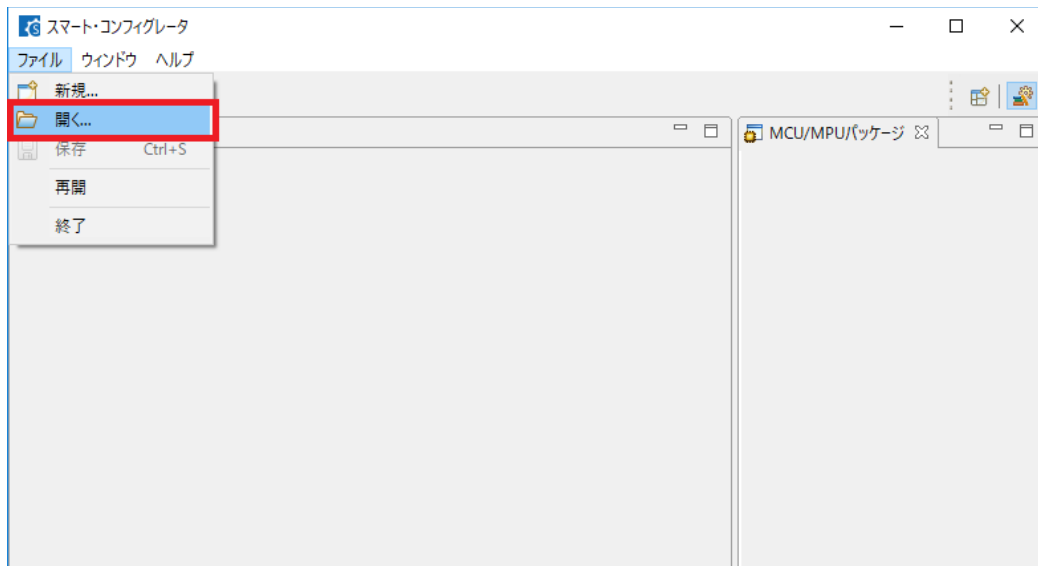 スマート・コンフィグレータ
ファイル ウィンドウ ヘルプ
新規...
開く...
保存 Ctrl+S
再開
終了
MCU/MPUパッケージ